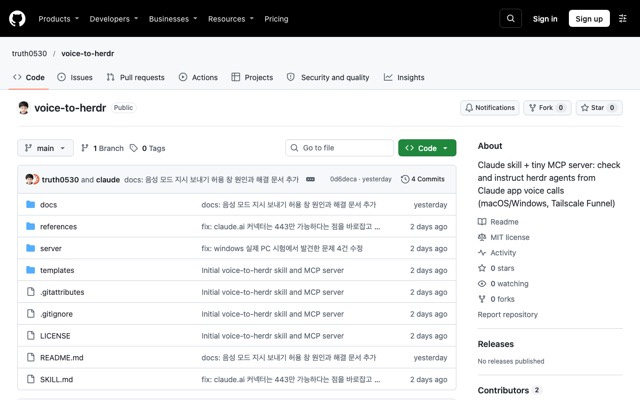 Products Developers Businesses Resources Pricing Sign in Sign up
truth0530 / voice-to-herdr
Code Issues Pull requests Actions Projects Security and quality Insights
voice-to-herdr Public Notifications Fork 0 Star 0
main 1 Branch 0 Tags Go to file Code
truth0530 and claude docs: 음성 모드 지시 보내기 허용 창 원인과 해결 문서 추가 0d6deca · yesterday 4 Commits
docs docs: 음성 모드 지시 보내기 허용 창 원인과 해결 문서 추가 yesterday
references fix: claude.ai 커넥터는 443만 가능하다는 점을 바로잡고 ... 2 days ago
server fix: windows 실제 PC 시험에서 발견한 문제 4건 수정 2 days ago
templates Initial voice-to-herdr skill and MCP server 2 days ago
.gitattributes Initial voice-to-herdr skill and MCP server 2 days ago
.gitignore Initial voice-to-herdr skill and MCP server 2 days ago
LICENSE Initial voice-to-herdr skill and MCP server 2 days ago
README.md docs: 음성 모드 지시 보내기 허용 창 원인과 해결 문서 추가 yesterday
SKILL.md fix: claude.ai 커넥터는 443만 가능하다는 점을 바로잡고 ... 2 days ago
About
Claude skill + tiny MCP server: check
and instruct herdr agents from
Claude app voice calls
(macOS/Windows, Tailscale Funnel)
Readme
MIT license
Activity
0 stars
0 watching
0 forks
Report repository
Releases
No releases published
Contributors 2